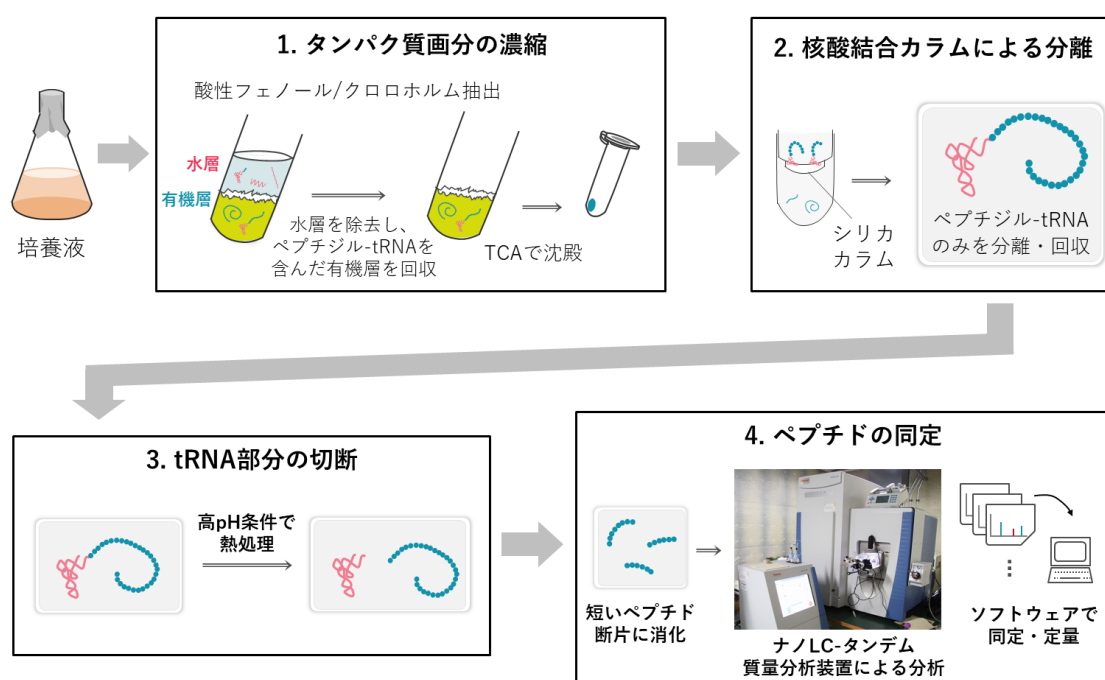 1. タンパク質画分の濃縮
酸性フェノール/クロロホルム抽出
水層
有機層
水層を除去し、
ペプチジル-tRNAを
含んだ有機層を回収
TCAで沈殿
培養液
2. 核酸結合カラムによる分離
シリカ
カラム
ペプチジル-tRNA
のみを分離・回収
3. tRNA部分の切断
高pH条件で
熱処理
4. ペプチドの同定
短いペプチド
断片に消化
ナノLC-タンデム
質量分析装置による分析
ソフトウェアで
同定・定量